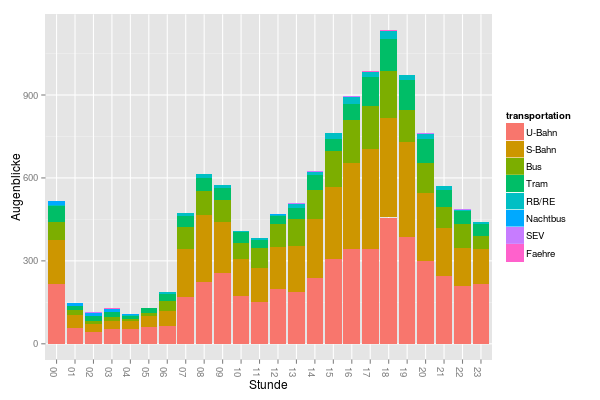 Augenblicke
900
600
300
0
00 01 02 03 04 05 06 07 08 09 10 11 12 13 14 15 16 17 18 19 20 21 22 23
Stunde
transportation
U-Bahn
S-Bahn
Bus
Tram
RB/RE
Nachtbus
SEV
Faehre